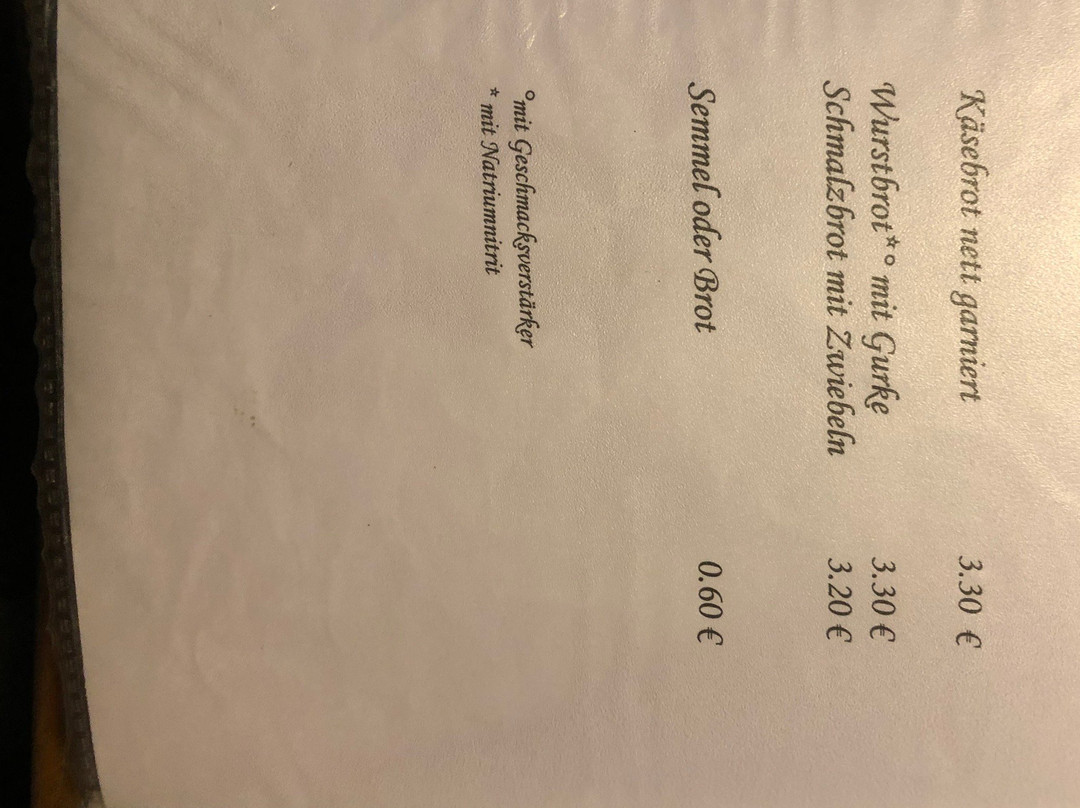 Käsebrot nett garniert 3.30 €
Wurstbrot*° mit Gurke 3.30 €
Schmalzbrot mit Zwiebeln 3.20 €
Semmel oder Brot 0.60 €
°mit Geschmacksverstärker
* mit Natriumnitrit